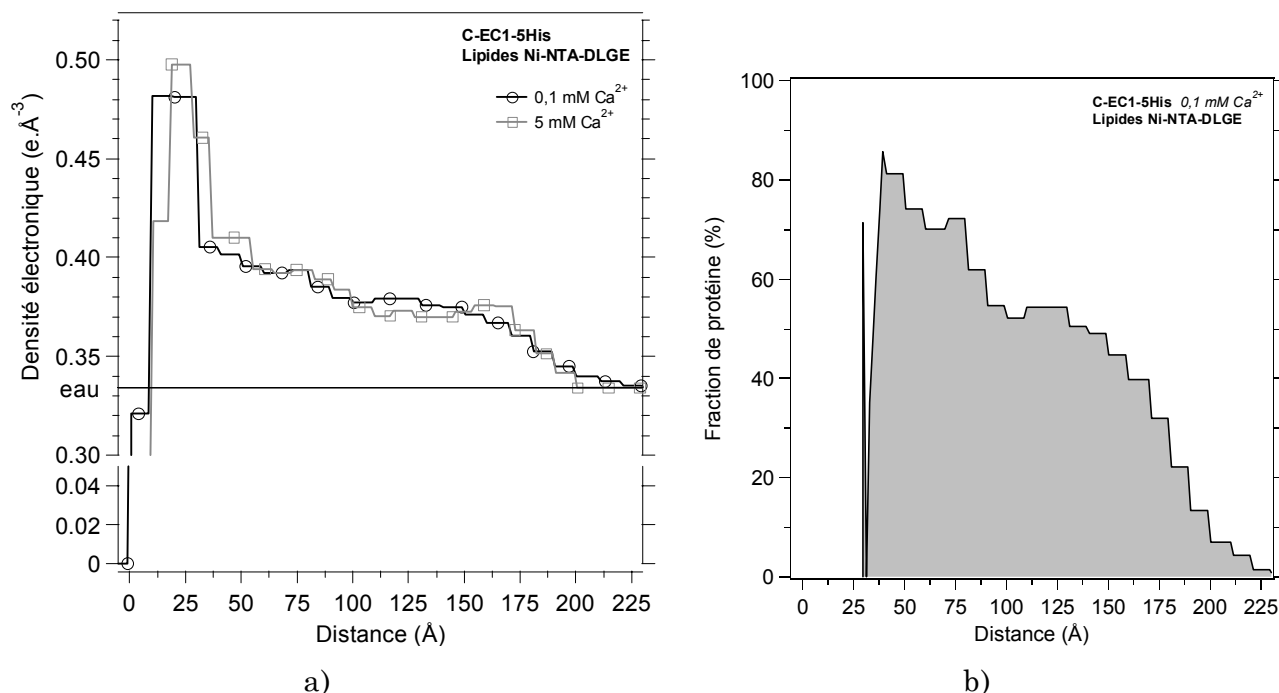 C-EC1-5His
Lipides Ni-NTA-DLGE
0,1 mM Ca²⁺
5 mM Ca²⁺
Densité électronique (e.Å⁻³)
0.50
0.45
0.40
0.35
eau
0.30
0.04
0.02
0
0 25 50 75 100 125 150 175 200 225
Distance (Å)
a)
C-EC1-5His 0,1 mM Ca²⁺
Lipides Ni-NTA-DLGE
Fraction de protéine (%)
100
80
60
40
20
0
0 25 50 75 100 125 150 175 200 225
Distance (Å)
b)